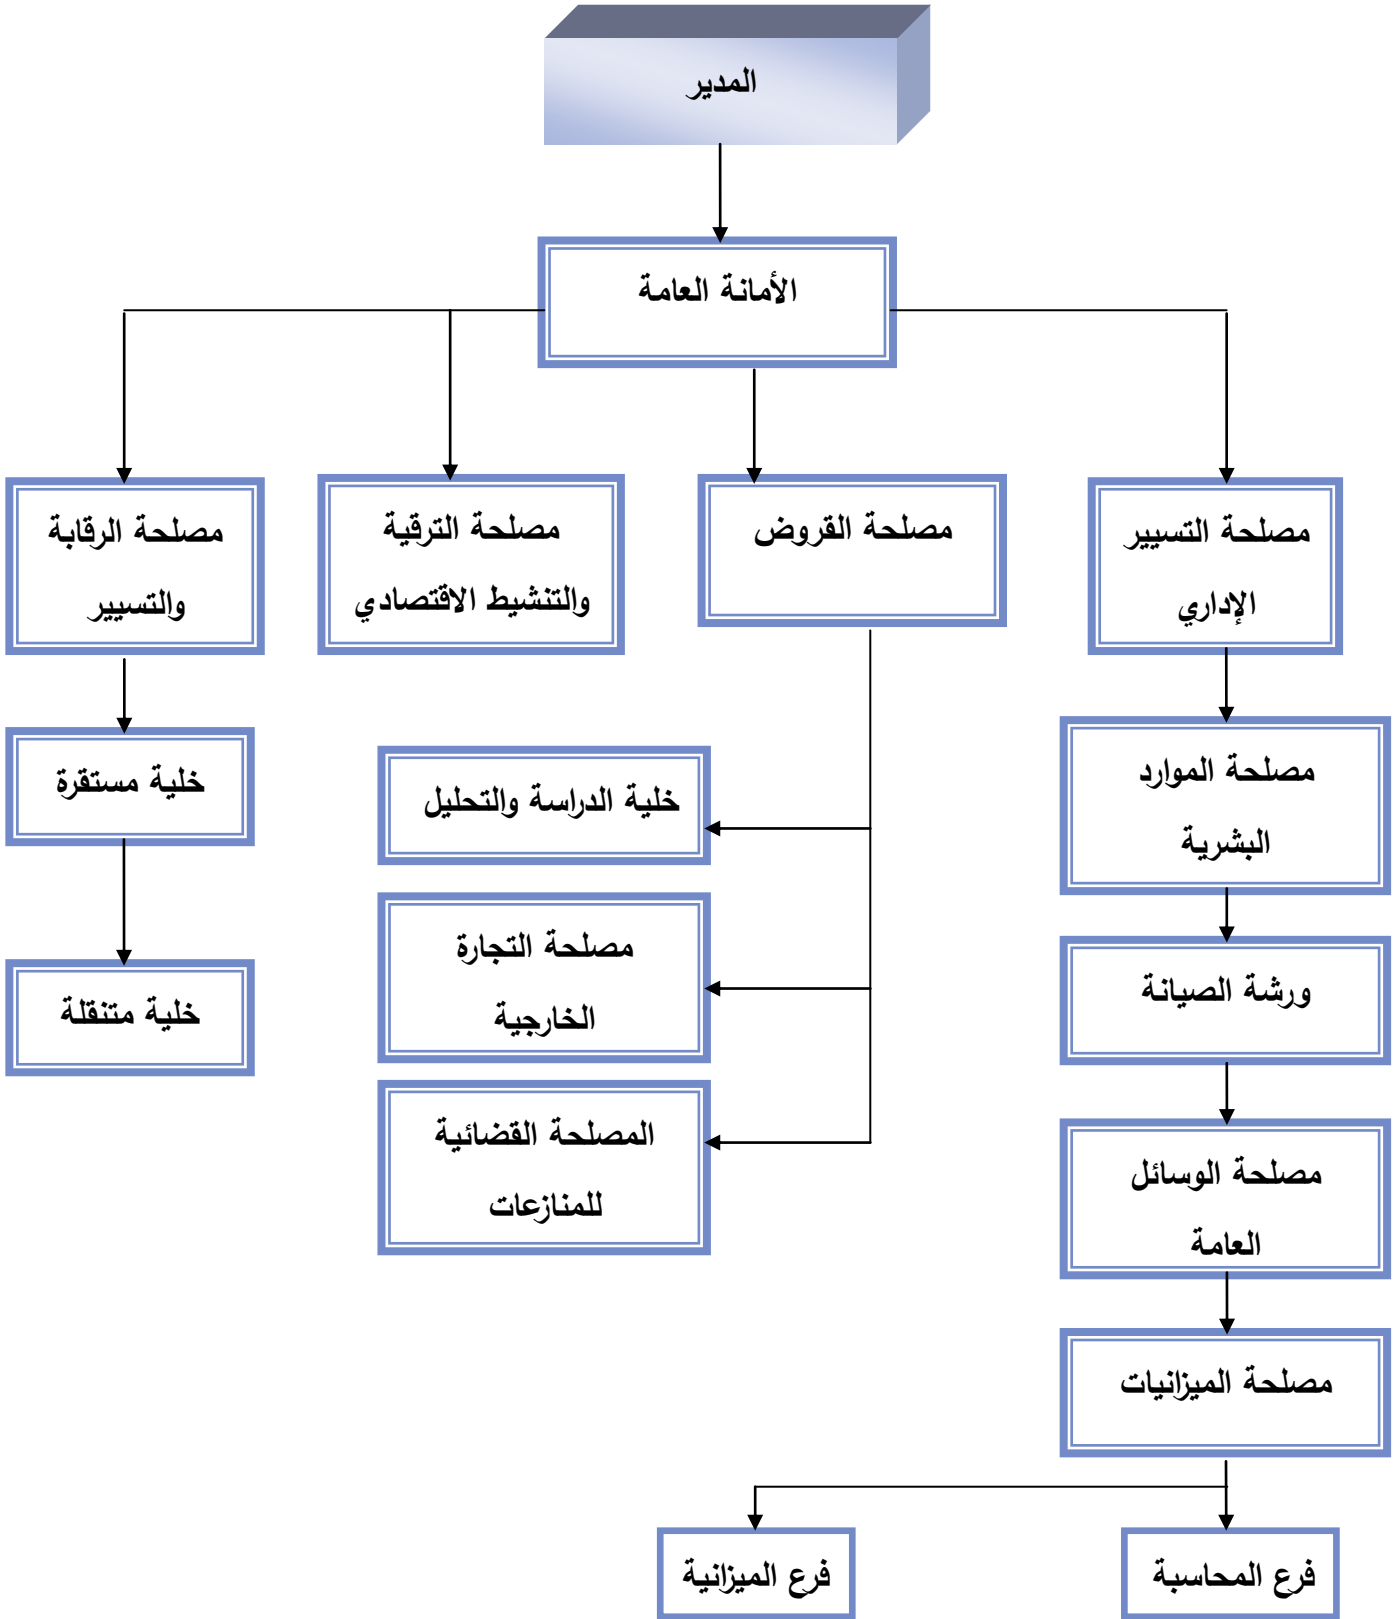 المدير
الأمانة العامة
مصلحة التسيير
الإداري
مصلحة القروض
مصلحة الترقية
والتنشيط الاقتصادي
مصلحة الرقابة
والتسيير
مصلحة الموارد
البشرية
خلية الدراسة والتحليل
خلية مستقرة
ورشة الصيانة
مصلحة التجارة
الخارجية
خلية متنقلة
مصلحة الوسائل
العامة
المصلحة القضائية
للمنازعات
مصلحة الميزانيات
فرع المحاسبة
فرع الميزانية